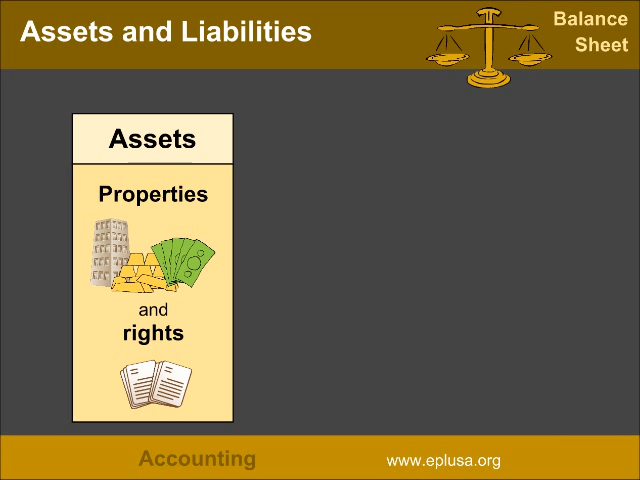 Assets and Liabilities
Balance
Sheet
Assets
Properties
and
rights
Accounting
www.eplusa.org